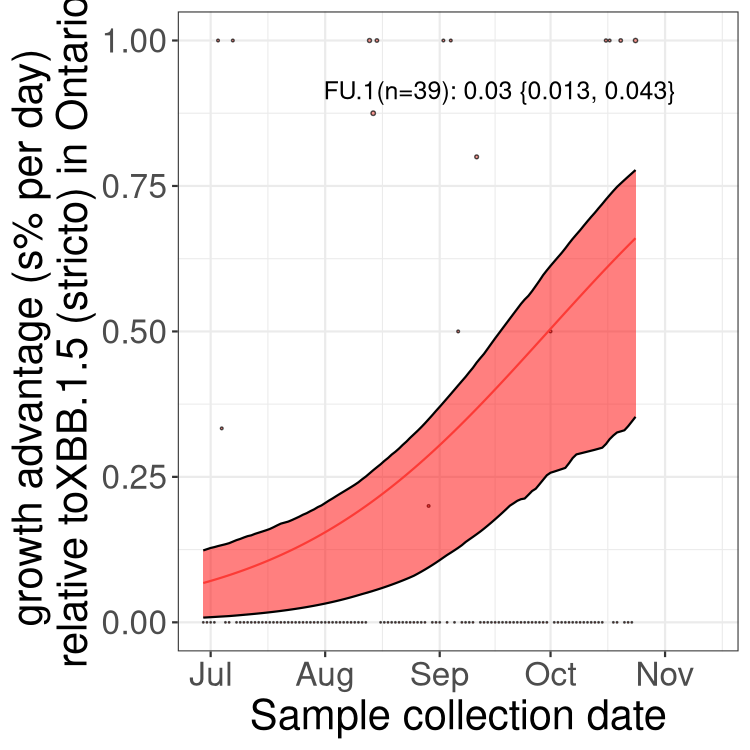 growth advantage (s% per day)
relative toXBB.1.5 (stricto) in Ontario
1.00
0.75
0.50
0.25
0.00
FU.1(n=39): 0.03 {0.013, 0.043}
Jul Aug Sep Oct Nov
Sample collection date